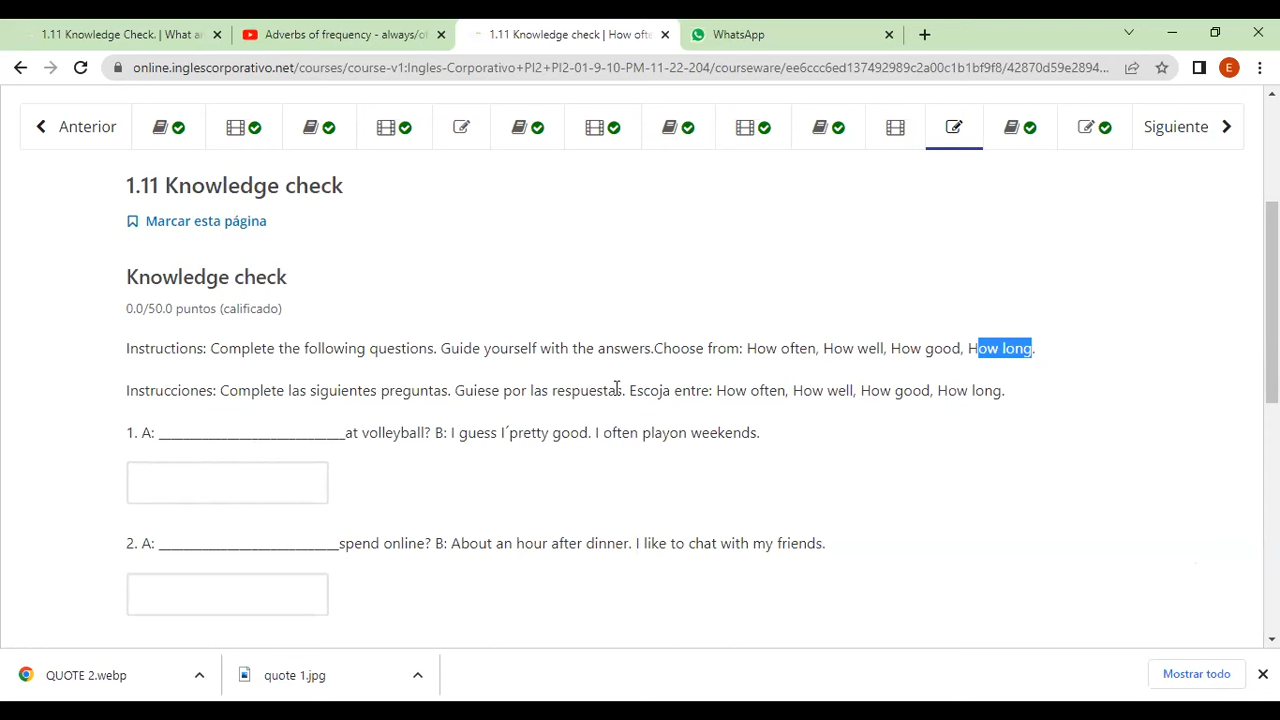 1.11 Knowledge Check. | What ar
Adverbs of frequency - always/of
1.11 Knowledge check | How ofte
WhatsApp
online.inglescorporativo.net/courses/course-v1:Ingles-Corporativo+PI2+PI2-01-9-10-PM-11-22-204/courseware/ee6ccc6ed137492989c2a00c1b1bf9f8/42870d59e2894...
E
Anterior
Siguiente
1.11 Knowledge check
Marcar esta página
Knowledge check
0.0/50.0 puntos (calificado)
Instructions: Complete the following questions. Guide yourself with the answers.Choose from: How often, How well, How good, How long.
Instrucciones: Complete las siguientes preguntas. Guiese por las respuestas. Escoja entre: How often, How well, How good, How long.
1. A: ____________________________at volleyball? B: I guess I´pretty good. I often playon weekends.
2. A: ___________________________spend online? B: About an hour after dinner. I like to chat with my friends.
QUOTE 2.webp
quote 1.jpg
Mostrar todo